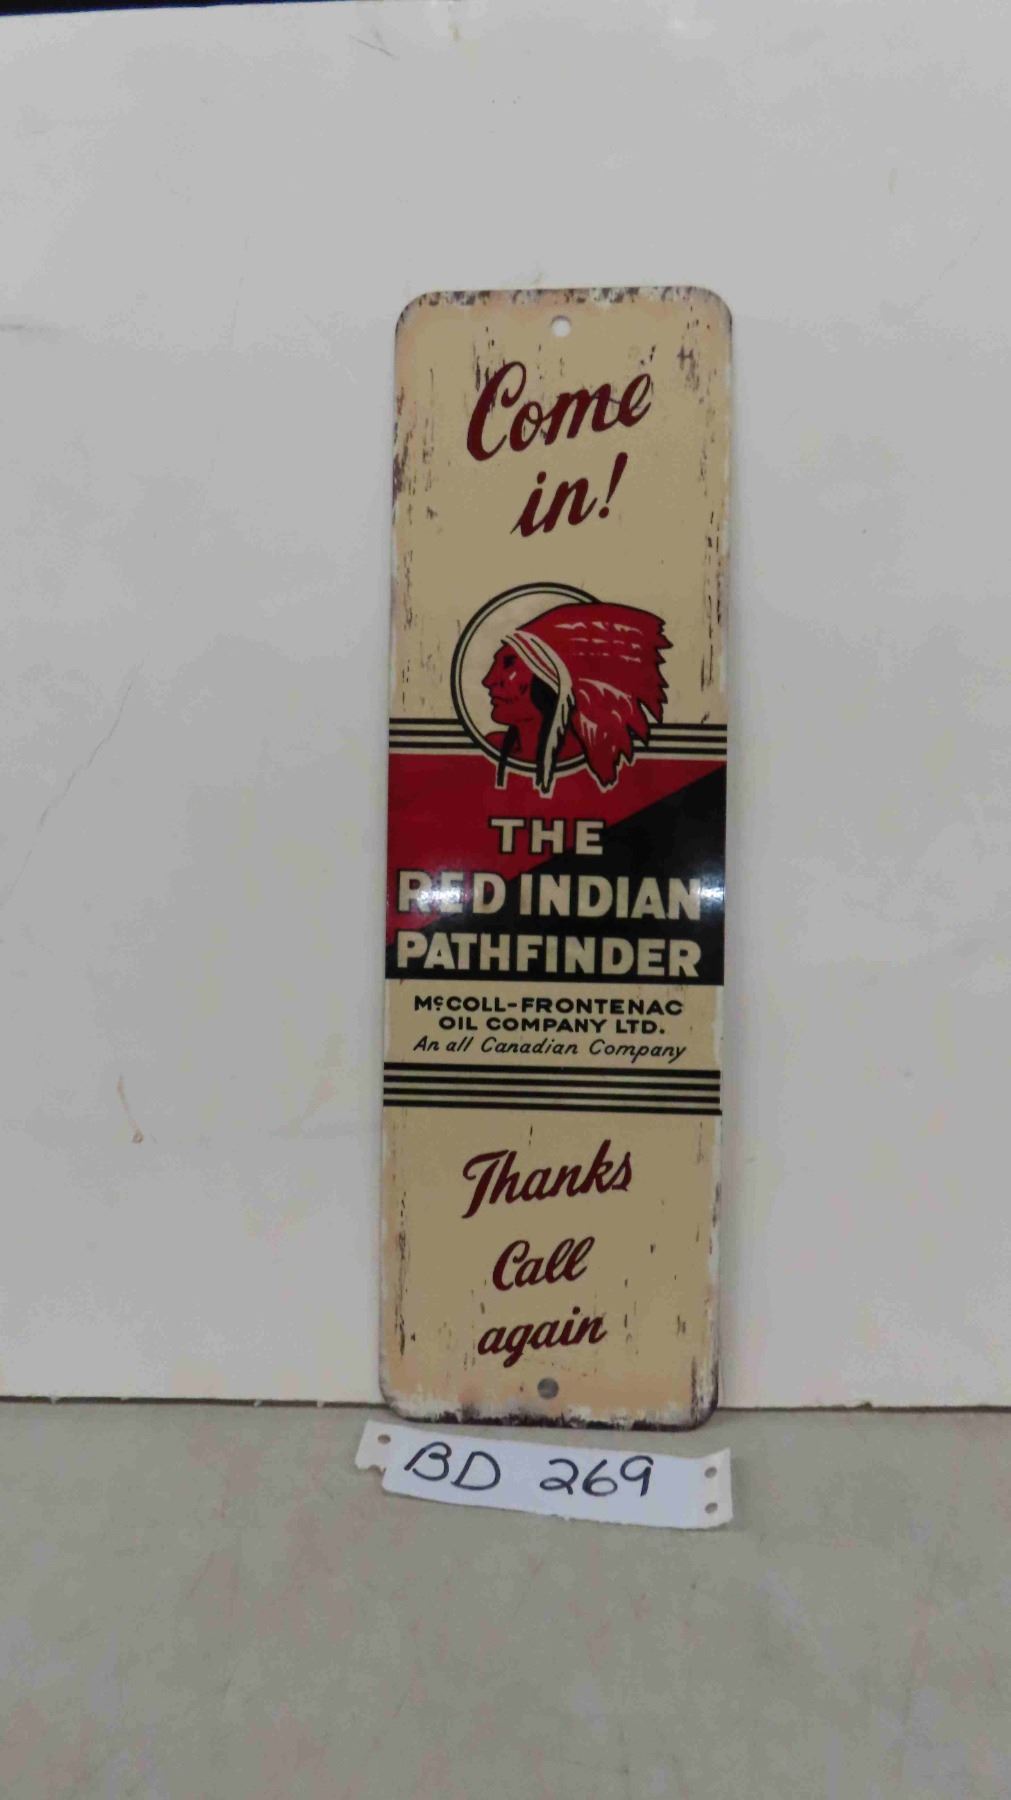 Come
in!
THE
RED INDIAN
PATHFINDER
McCOLL-FRONTENAC
OIL COMPANY LTD.
An all Canadian Company
Thanks
Call
again
BD 269